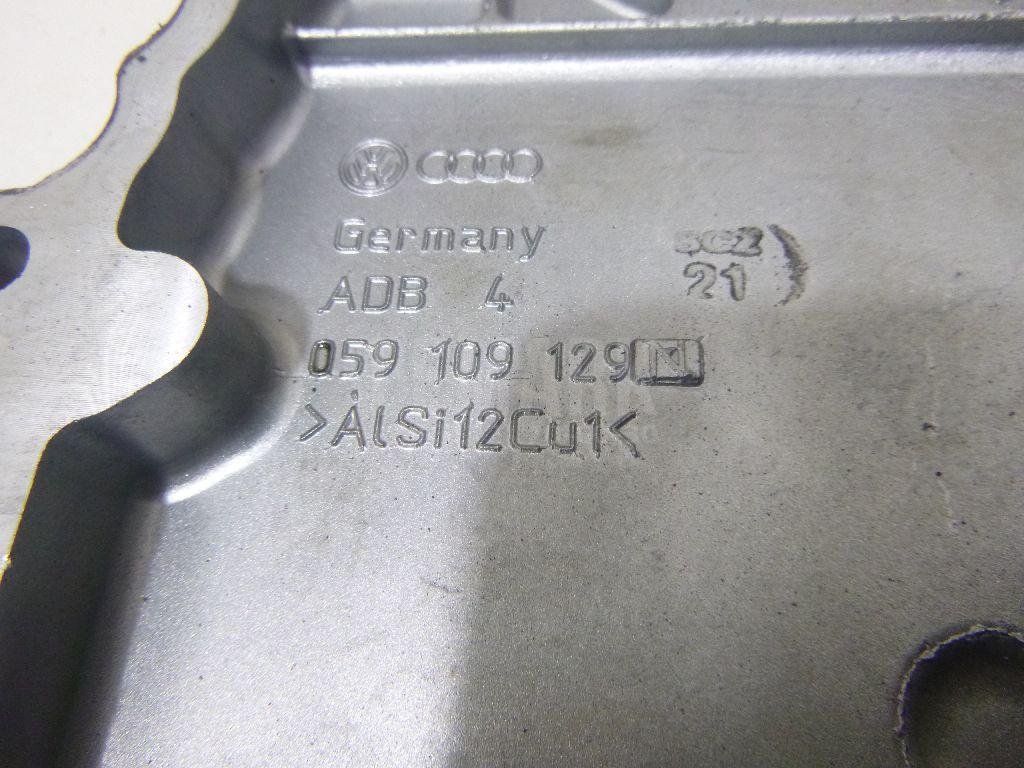 Germany
ADB 4
21
059 109 129 N
>AlSi12Cu1<